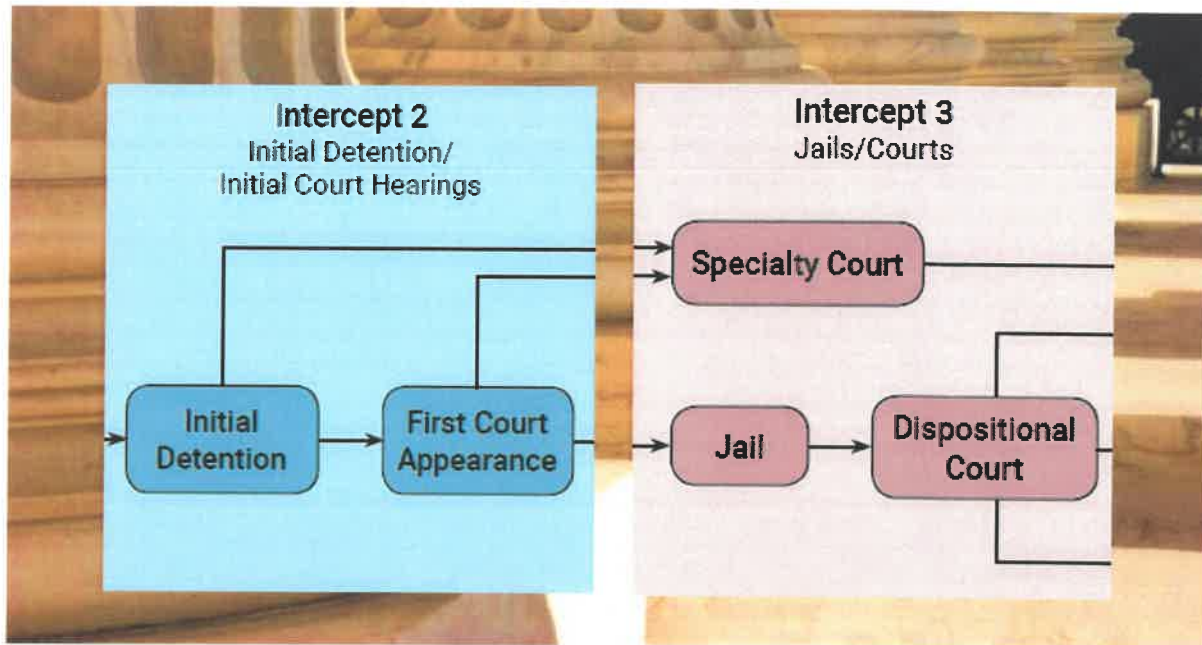 Intercept 2
Initial Detention/
Initial Court Hearings
Initial
Detention
First Court
Appearance
Intercept 3
Jails/Courts
Specialty Court
Jail
Dispositional
Court